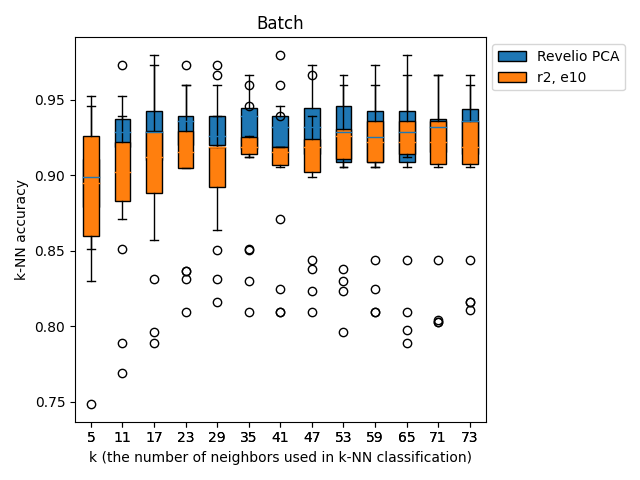 Batch
Revelio PCA
r2, e10
0.95
0.90
0.85
0.80
0.75
k-NN accuracy
5 11 17 23 29 35 41 47 53 59 65 71 73
k (the number of neighbors used in k-NN classification)